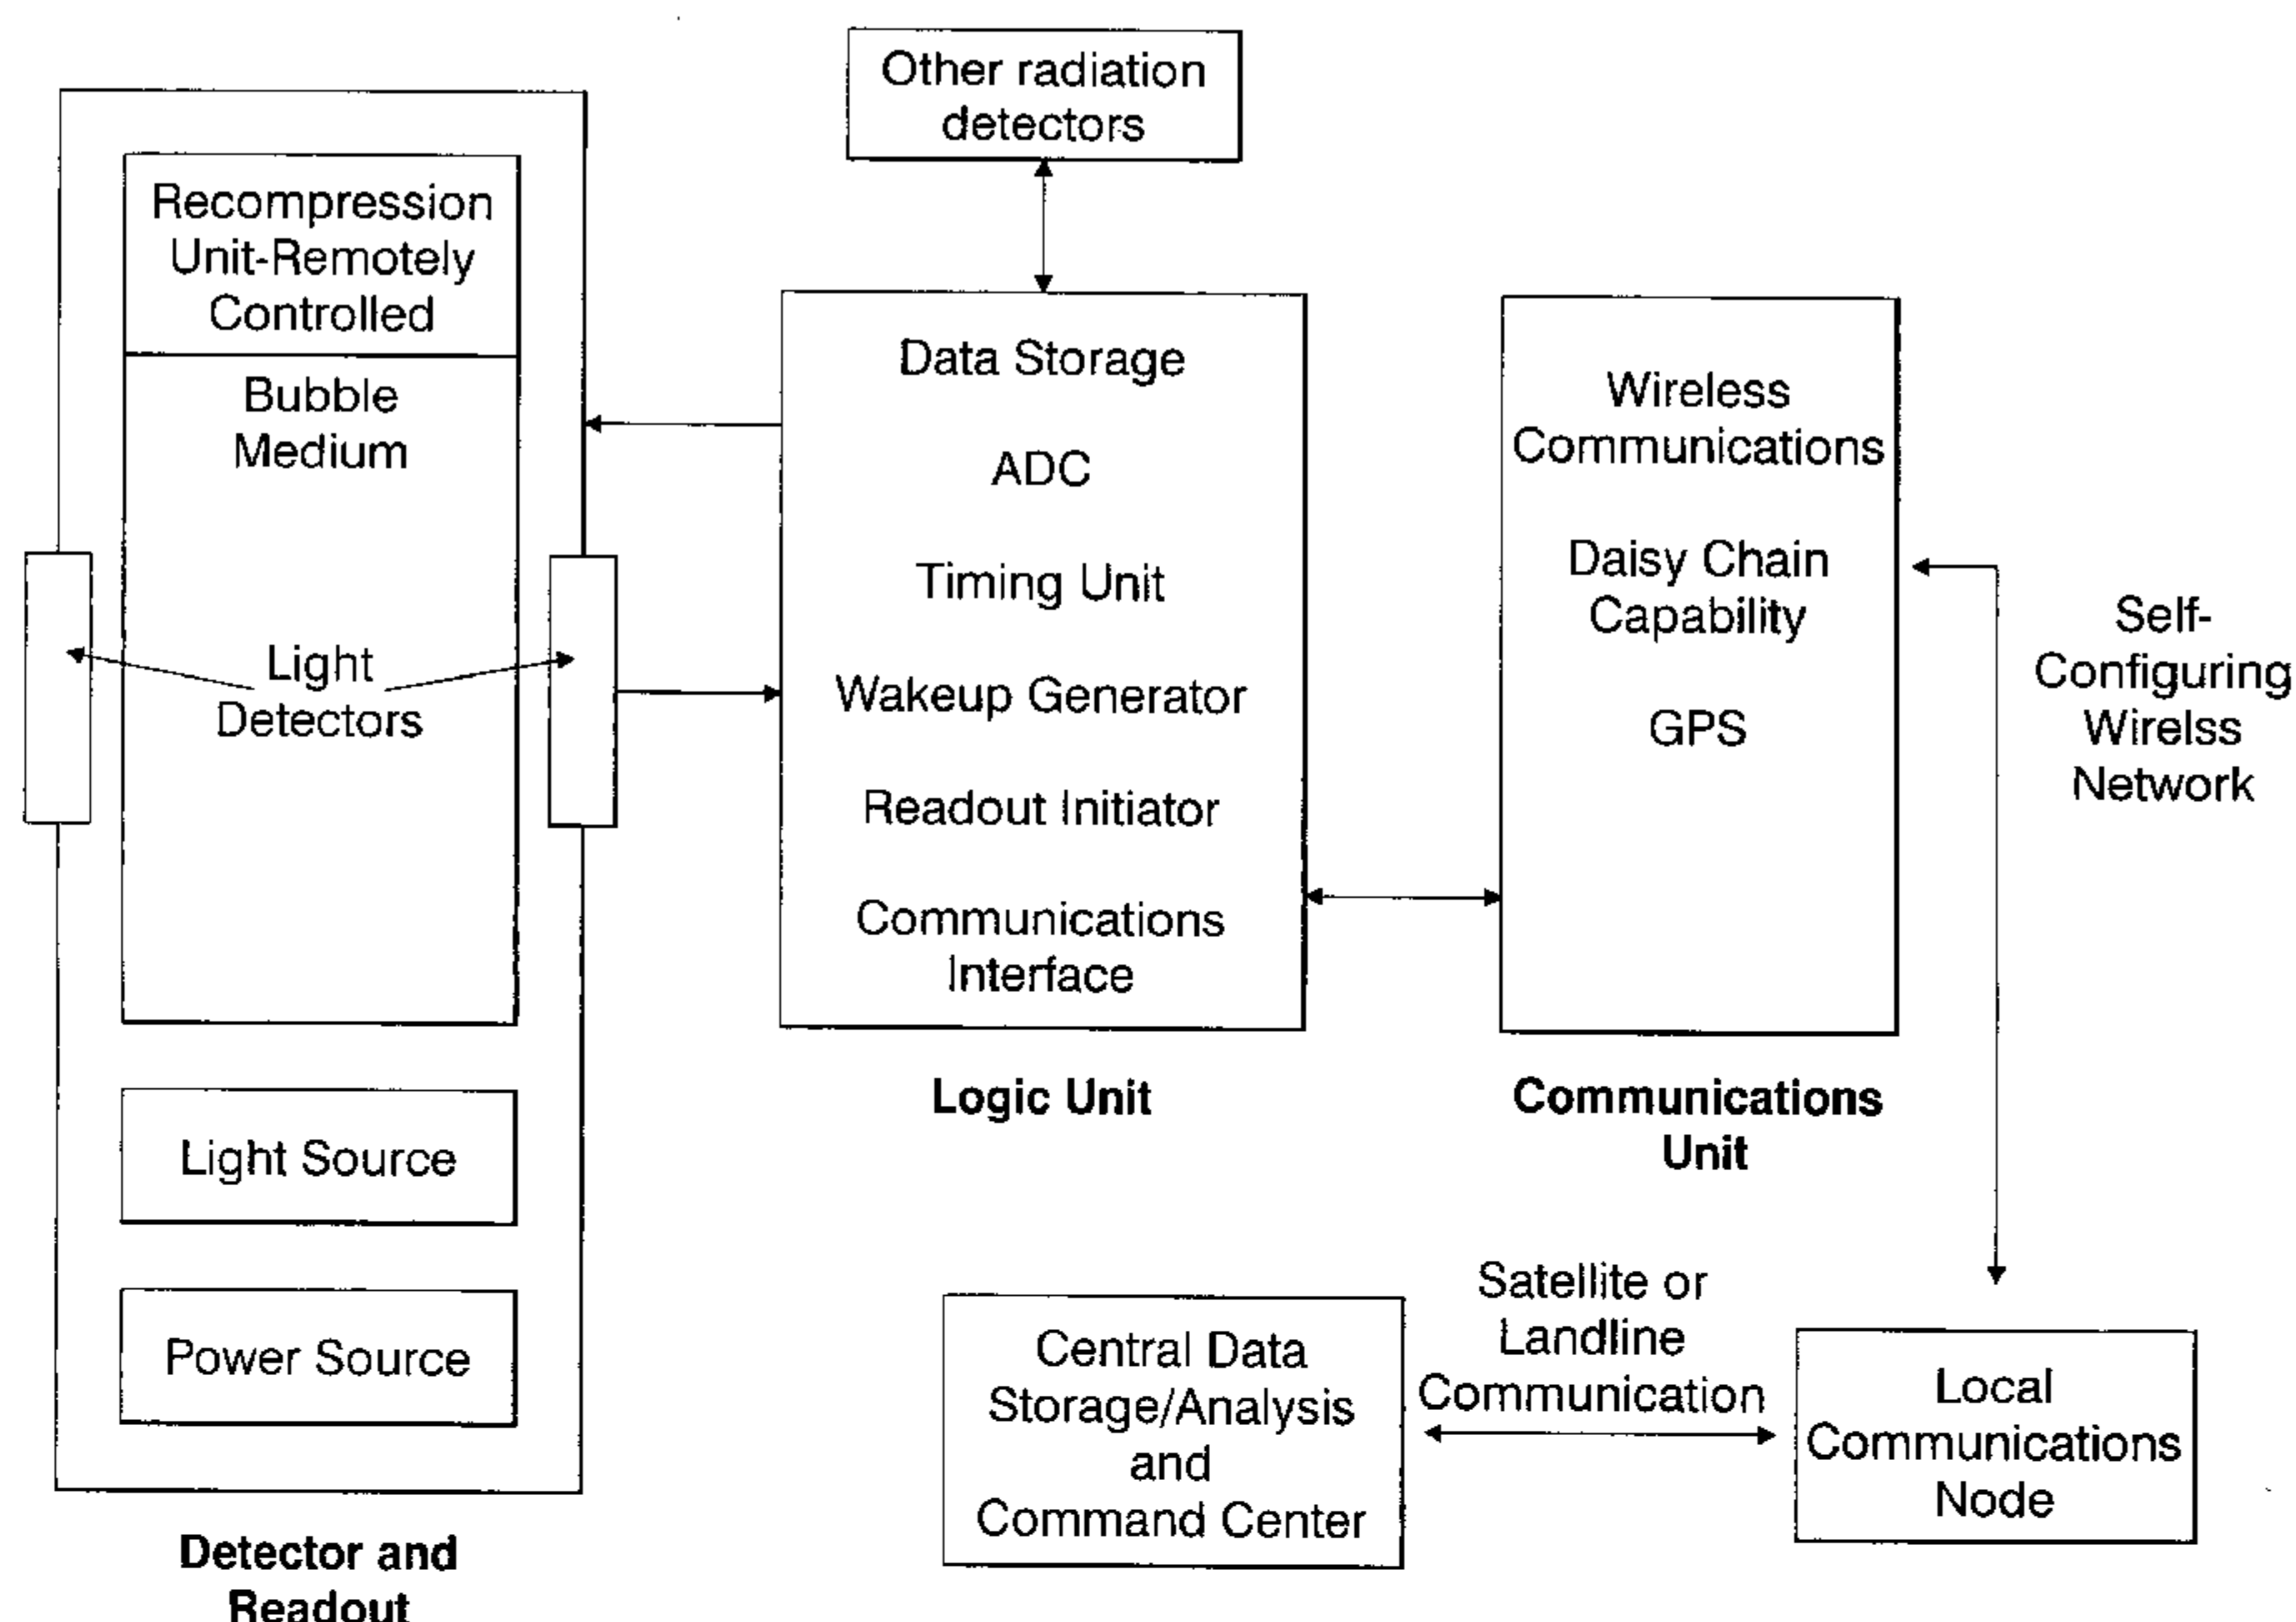 Other radiation
detectors
Recompression
Unit-Remotely
Controlled
Bubble
Medium
Light
Detectors
Light Source
Power Source
Detector and
Readout
Data Storage
ADC
Timing Unit
Wakeup Generator
Readout Initiator
Communications
Interface
Logic Unit
Wireless
Communications
Daisy Chain
Capability
GPS
Communications
Unit
Self-
Configuring
Wirelss
Network
Central Data
Storage/Analysis
and
Command Center
Satellite or
Landline
Communication
Local
Communications
Node